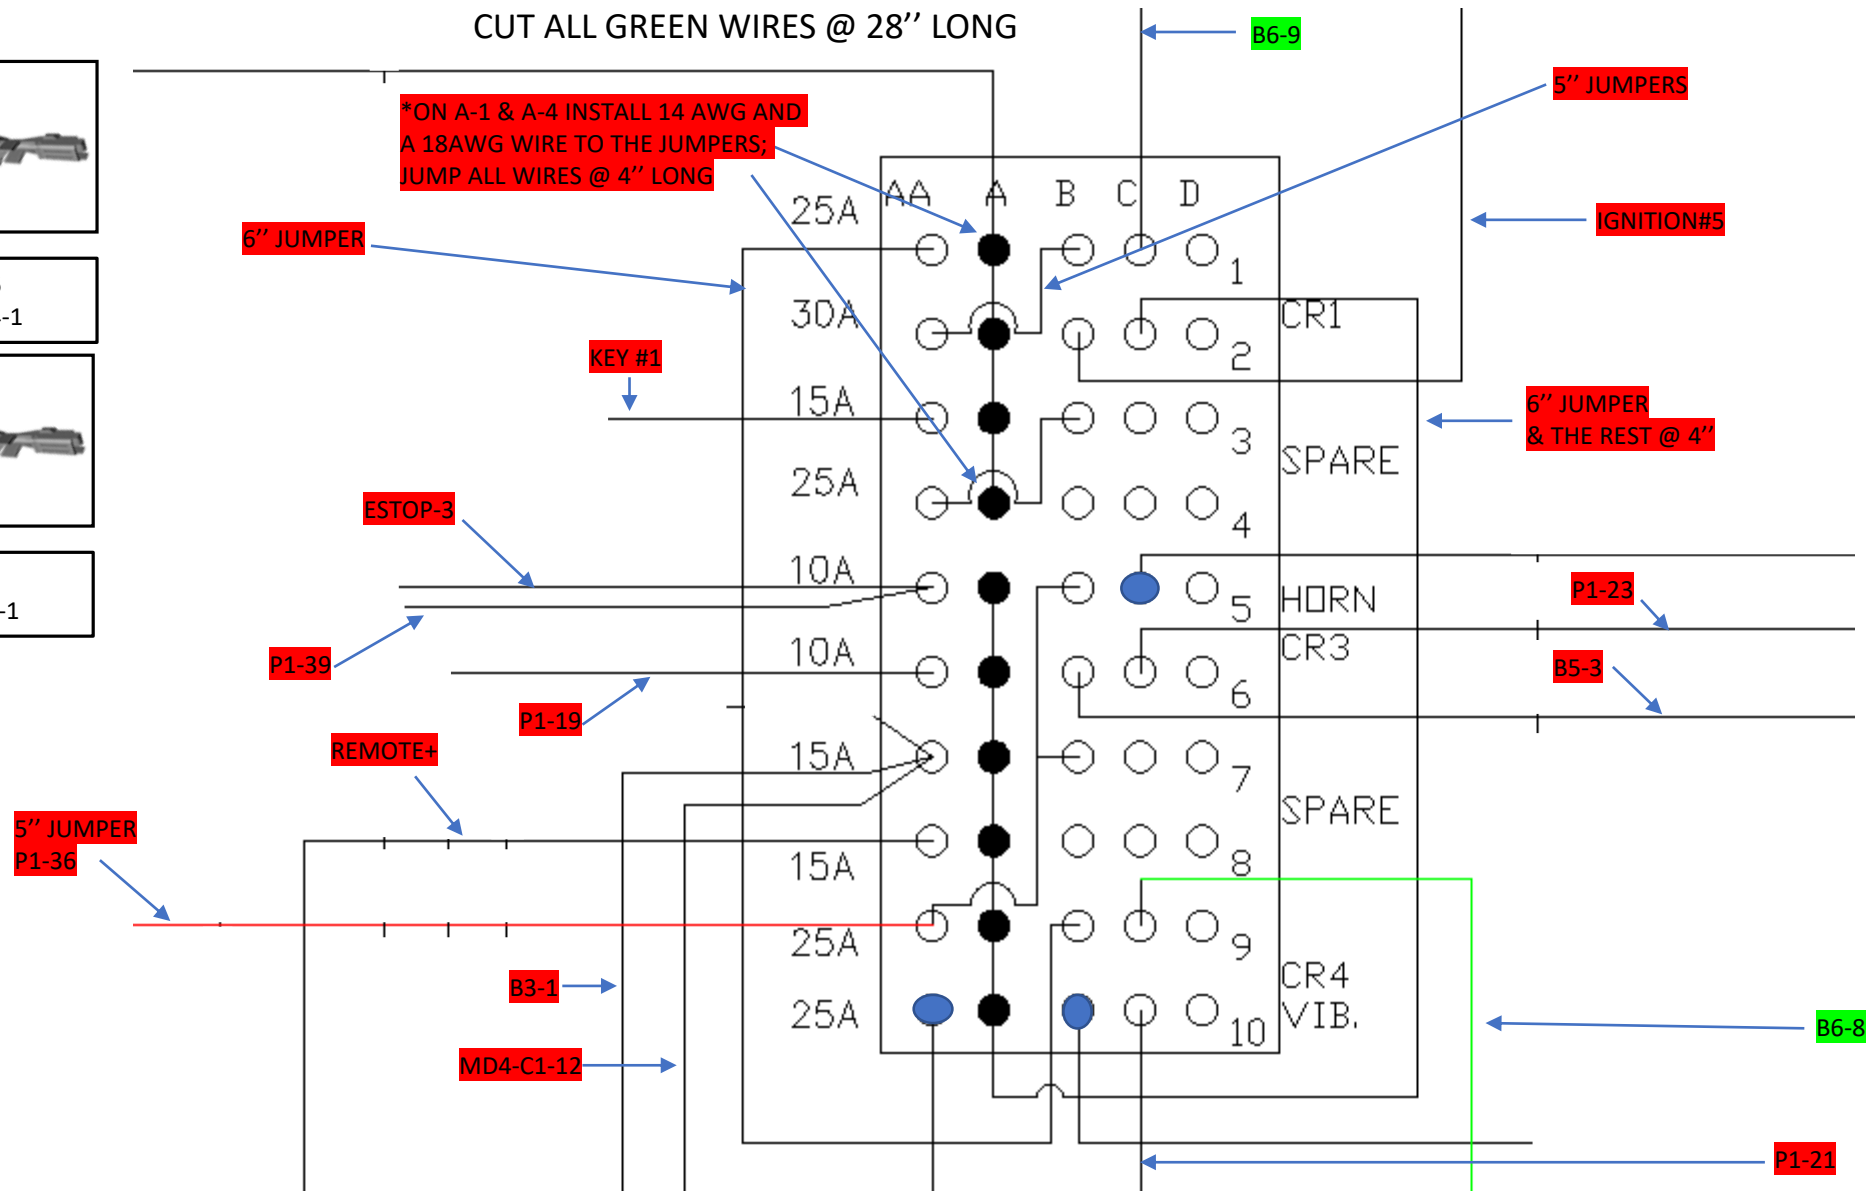 CUT ALL GREEN WIRES @ 28’’ LONG
B6-9
5’’ JUMPERS
*ON A-1 & A-4 INSTALL 14 AWG AND
A 18AWG WIRE TO THE JUMPERS;
JUMP ALL WIRES @ 4’’ LONG
AA A B C D
25A
IGNITION#5
6’’ JUMPER
1
-1
30A
CR1
2
KEY #1
15A
6’’ JUMPER
& THE REST @ 4’’
3
SPARE
25A
4
ESTOP-3
10A
HORN
5
P1-23
-1
P1-39
10A
CR3
6
B5-3
P1-19
REMOTE+
15A
7
SPARE
5’’ JUMPER
P1-36
15A
8
25A
9
CR4
B3-1
25A
10
VIB.
B6-8
MD4-C1-12
P1-21